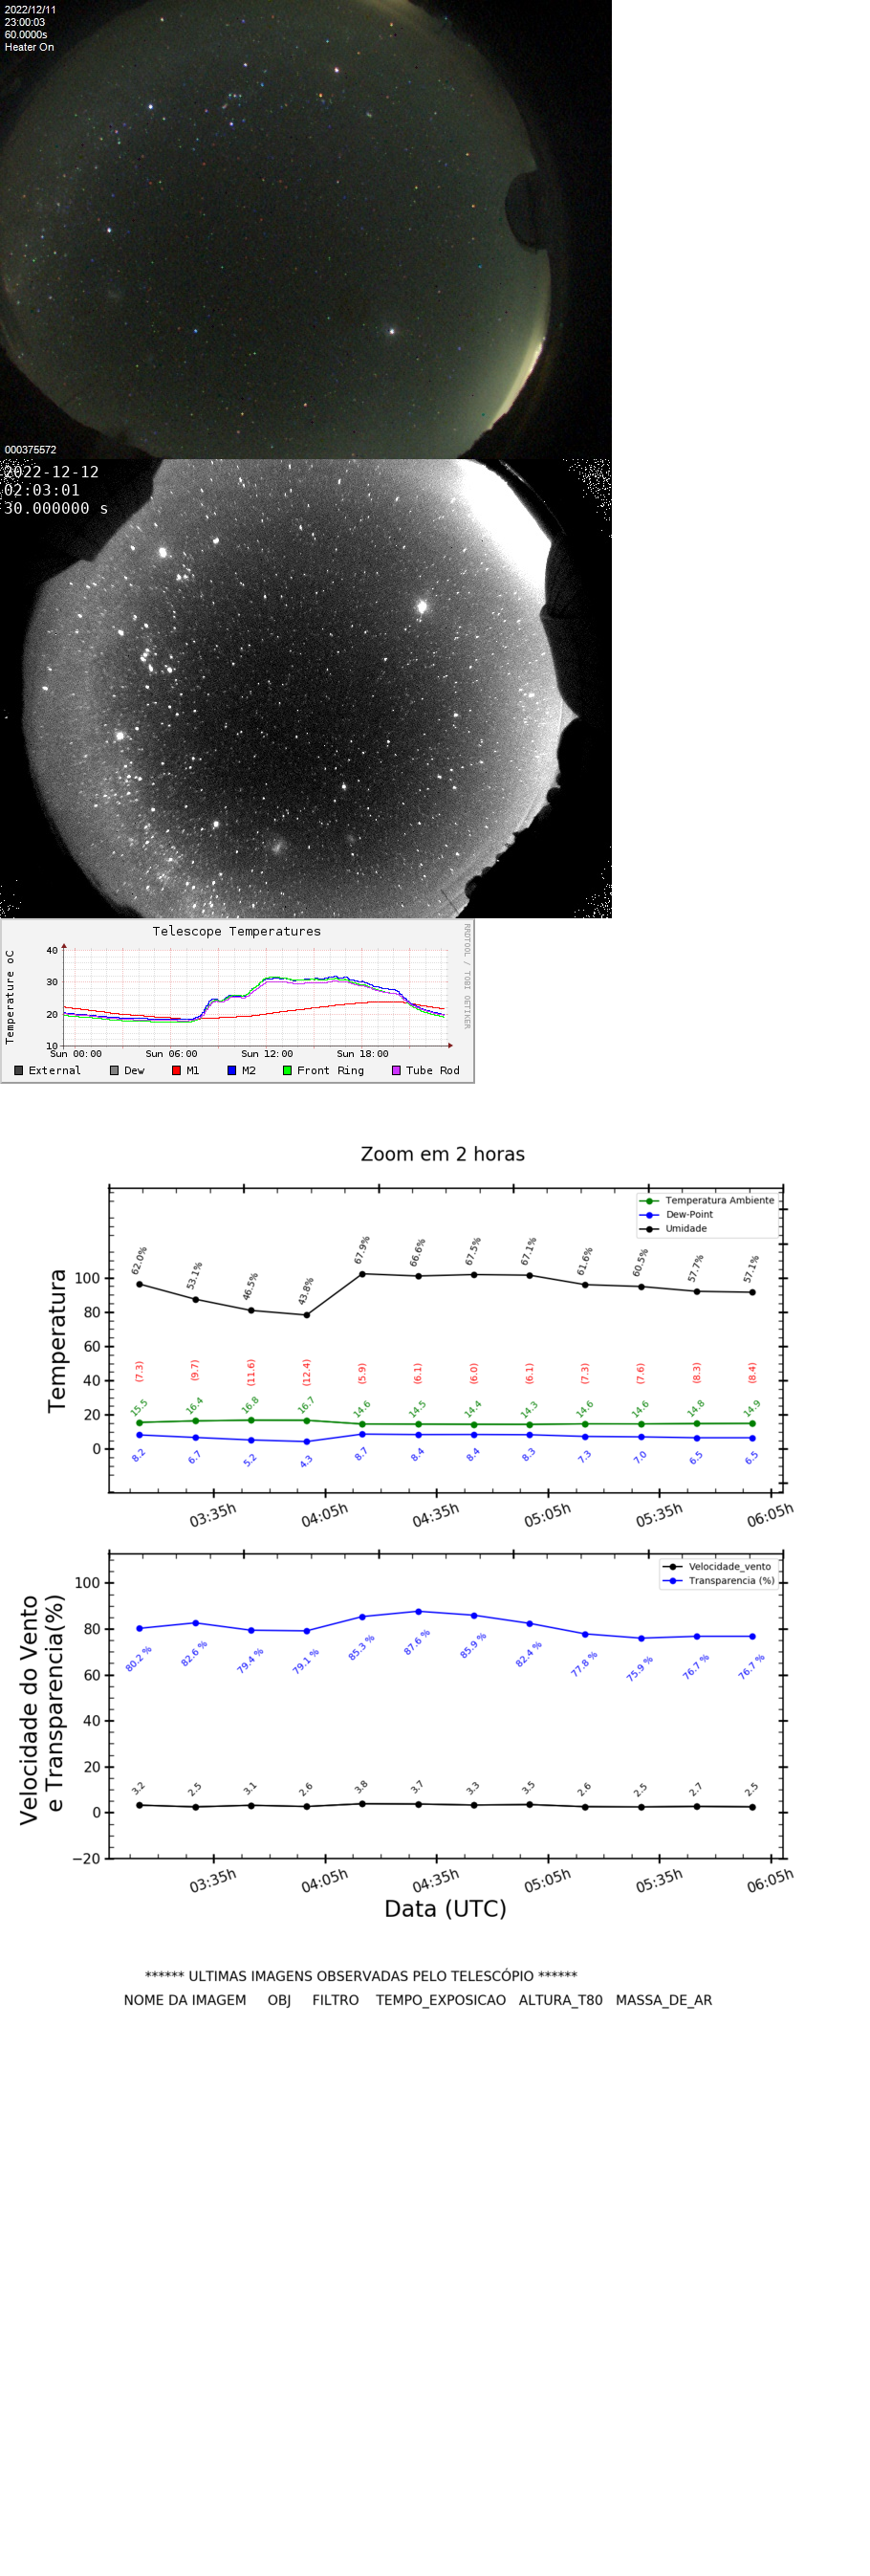 2022/12/11
23:00:03
60.0000s
Heater On
000375572
2022-12-12
02:03:01
30.000000 s
Telescope Temperatures
RRDTOOL / TOBI OETIKER
Temperature oC
40
30
20
10
Sun 00:00 Sun 06:00 Sun 12:00 Sun 18:00
External Dew M1 M2 Front Ring Tube Rod
Zoom em 2 horas
Temperatura Ambiente
Dew-Point
Umidade
Temperatura
100
80
60
40
20
0
62.0% 53.1% 46.5% 43.8% 67.9% 66.6% 67.5% 67.1% 61.6% 60.5% 57.7% 57.1%
(7.3) (9.7) (11.6) (12.4) (5.9) (6.1) (6.0) (6.1) (7.3) (7.6) (8.3) (8.4)
15.5 16.4 16.8 16.7 14.6 14.5 14.4 14.3 14.6 14.6 14.8 14.9
8.2 6.7 5.2 4.3 8.7 8.4 8.4 8.3 7.3 7.0 6.5 6.5
03:35h 04:05h 04:35h 05:05h 05:35h 06:05h
Velocidade_vento
Transparencia (%)
Velocidade do Vento
e Transparencia(%)
100
80
60
40
20
0
−20
80.2 % 82.6 % 79.4 % 79.1 % 85.3 % 87.6 % 85.9 % 82.4 % 77.8 % 75.9 % 76.7 % 76.7 %
3.2 2.5 3.1 2.6 3.8 3.7 3.3 3.5 2.6 2.5 2.7 2.5
03:35h 04:05h 04:35h 05:05h 05:35h 06:05h
Data (UTC)
****** ULTIMAS IMAGENS OBSERVADAS PELO TELESCÓPIO ******
NOME DA IMAGEM OBJ FILTRO TEMPO_EXPOSICAO ALTURA_T80 MASSA_DE_AR